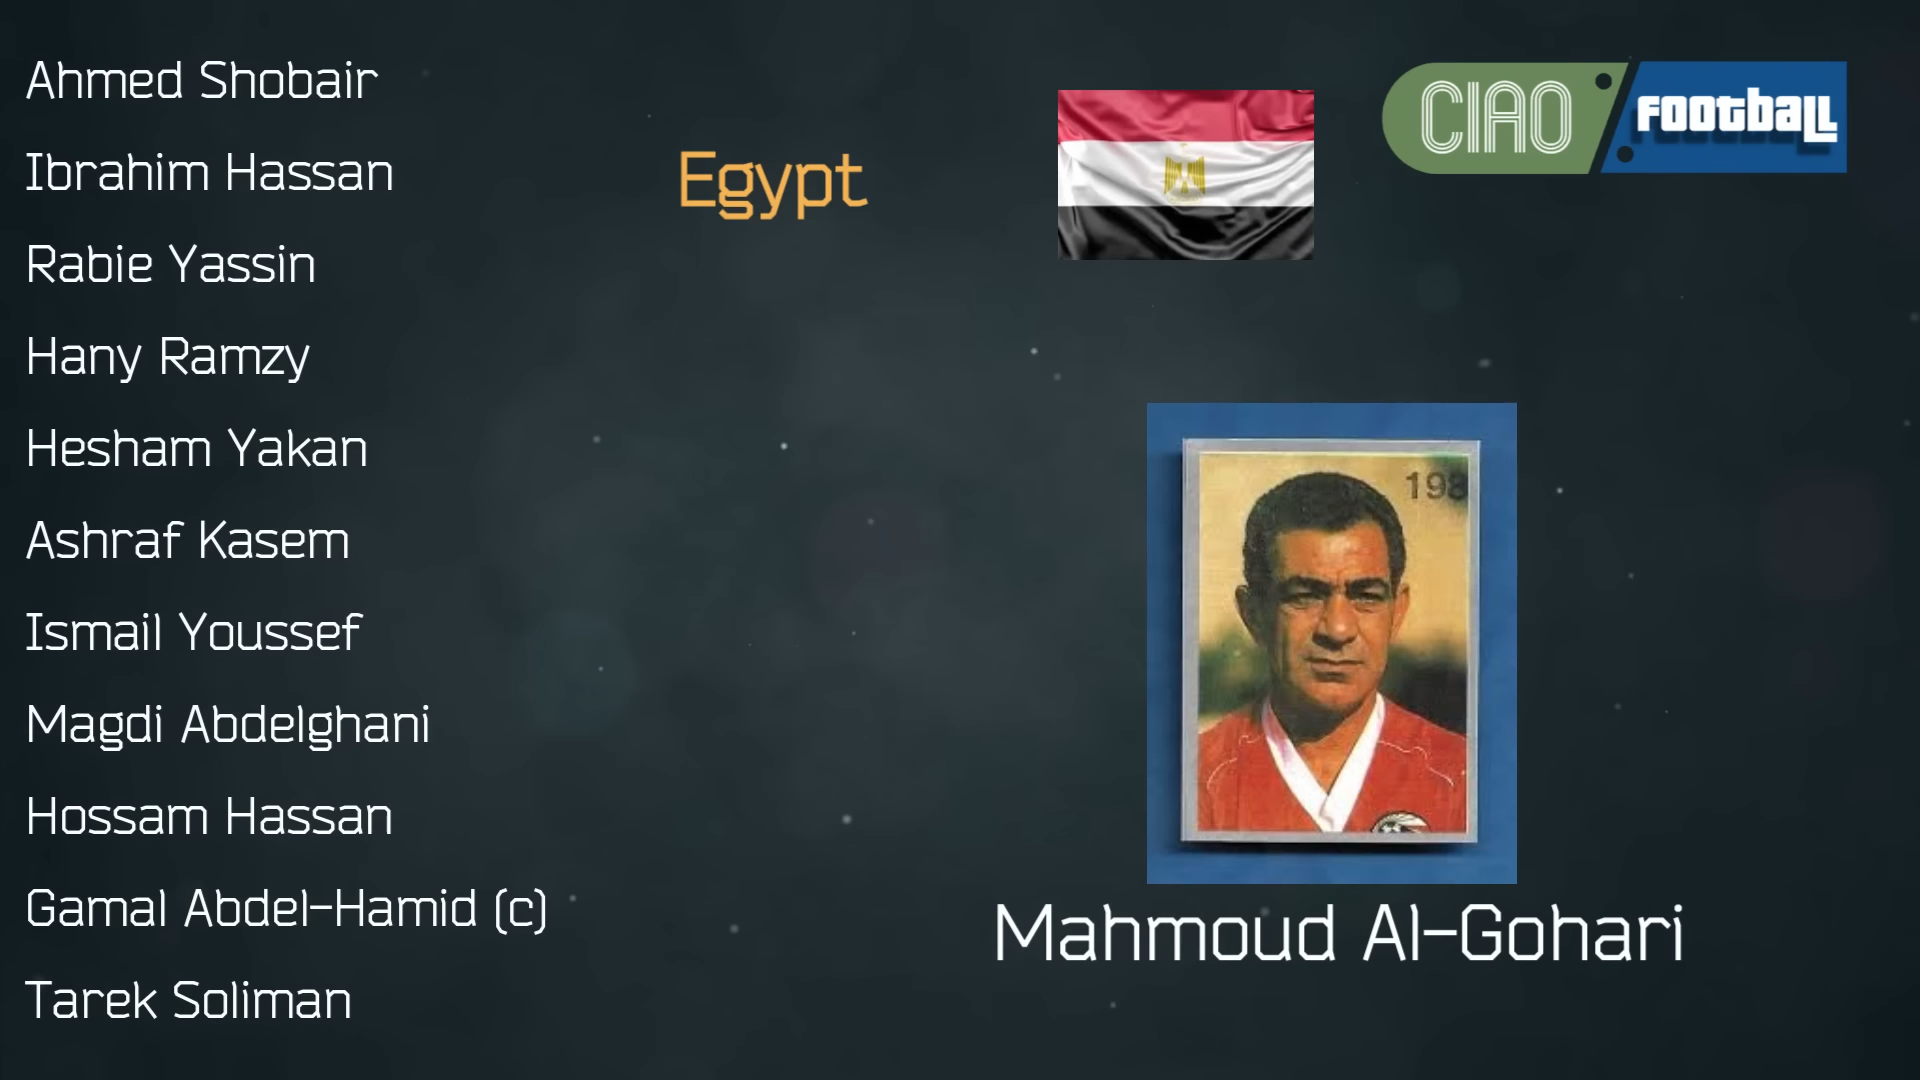 Ahmed Shobair
Ibrahim Hassan
Rabie Yassin
Hany Ramzy
Hesham Yakan
Ashraf Kasem
Ismail Youssef
Magdi Abdelghani
Hossam Hassan
Gamal Abdel-Hamid (c)
Tarek Soliman
Egypt
CIAO FOOTBALL
198
Mahmoud Al-Gohari